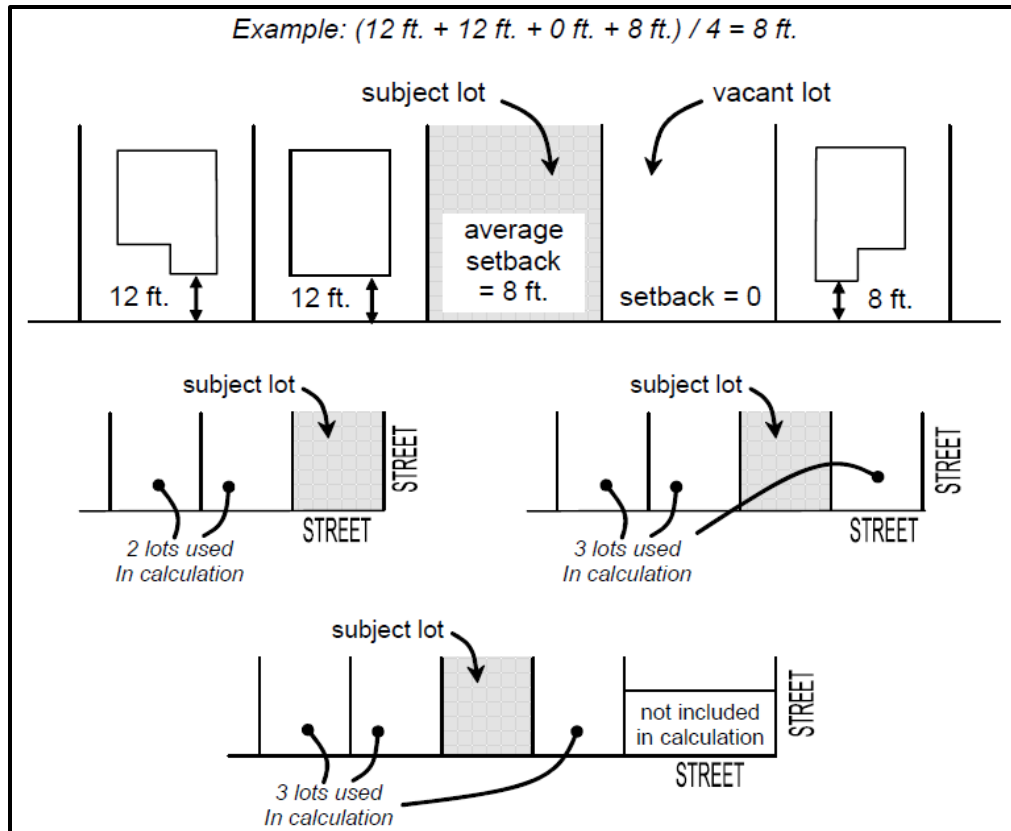 Example: (12 ft. + 12 ft. + 0 ft. + 8 ft.) / 4 = 8 ft.
subject lot
vacant lot
average
setback
= 8 ft.
12 ft.
12 ft.
setback = 0
8 ft.
subject lot
STREET
STREET
2 lots used
In calculation
subject lot
STREET
STREET
3 lots used
In calculation
subject lot
not included
in calculation
STREET
STREET
3 lots used
In calculation